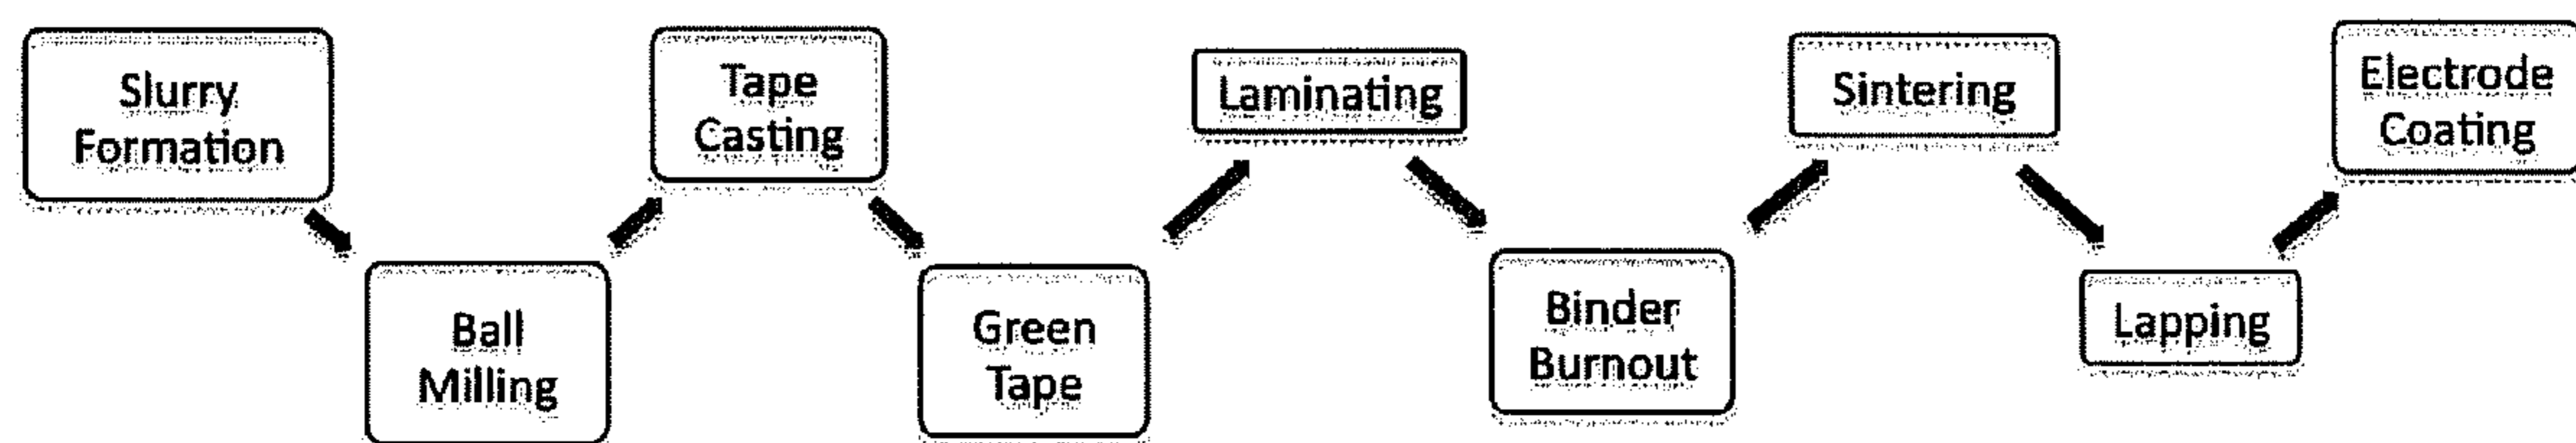 Slurry
Formation
Ball
Milling
Tape
Casting
Green
Tape
Laminating
Binder
Burnout
Sintering
Lapping
Electrode
Coating